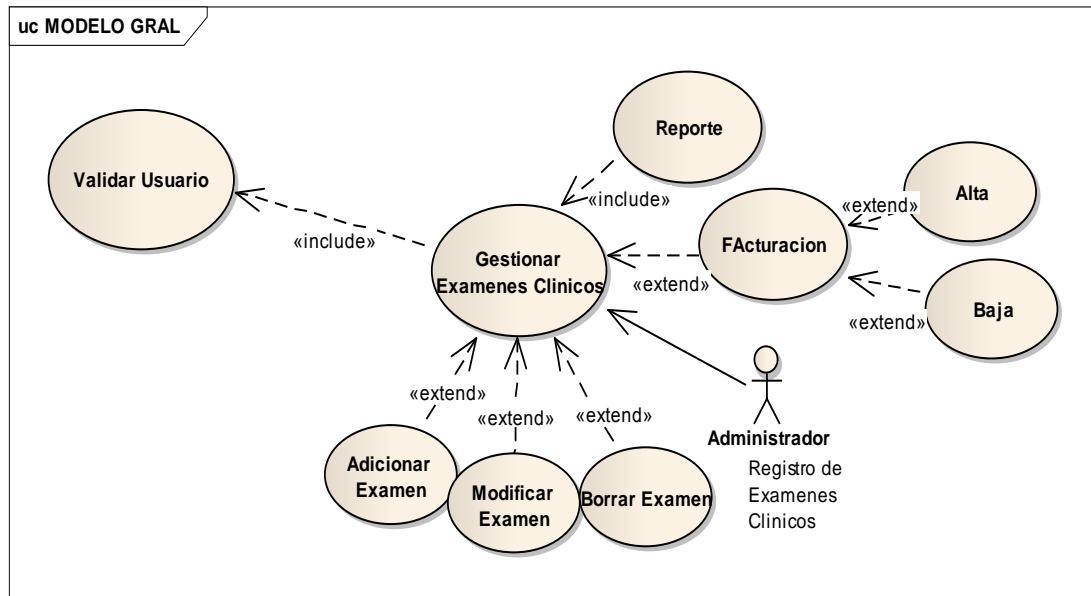 uc MODELO GRAL
Validar Usuario
«include»
Reporte
«include»
Gestionar
Examenes Clinicos
FActuracion
«extend»
Alta
«extend»
Baja
«extend»
Adicionar
Examen
«extend»
Modificar
Examen
«extend»
Borrar Examen
«extend»
Administrador
Registro de
Examenes
Clinicos